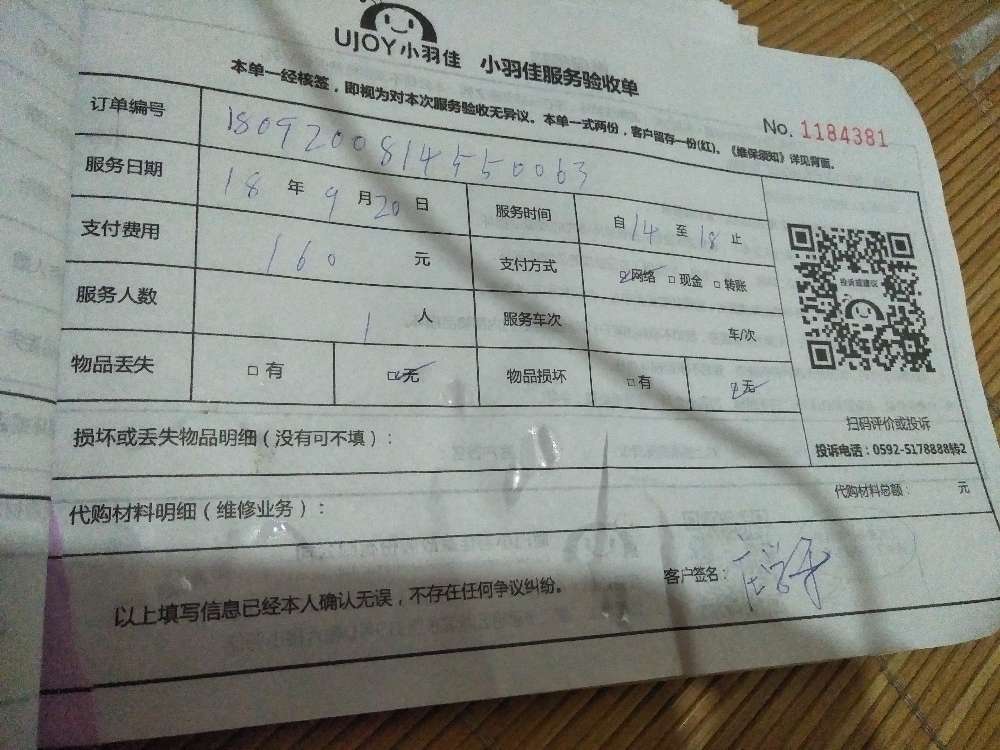 UJOY小羽佳 小羽佳服务验收单
本单一经核签，即视为对本次服务验收无异议。本单一式两份，客户留存一份(红)。《维保须知》详见背面。
No. 1184381
订单编号 1809200814550063
服务日期 18 年 9 月 20 日 服务时间 自 14 至 18 止
支付费用 160 元 支付方式 ☑网络 □现金 □转账
服务人数 1 人 服务车次 车/次
物品丢失 □有 ☑无 物品损坏 □有 ☑无
投诉或建议
扫码评价或投诉
投诉电话：0592-5178888转2
损坏或丢失物品明细（没有可不填）：
代购材料明细（维修业务）： 代购材料总额： 元
以上填写信息已经本人确认无误，不存在任何争议纠纷。 客户签名：